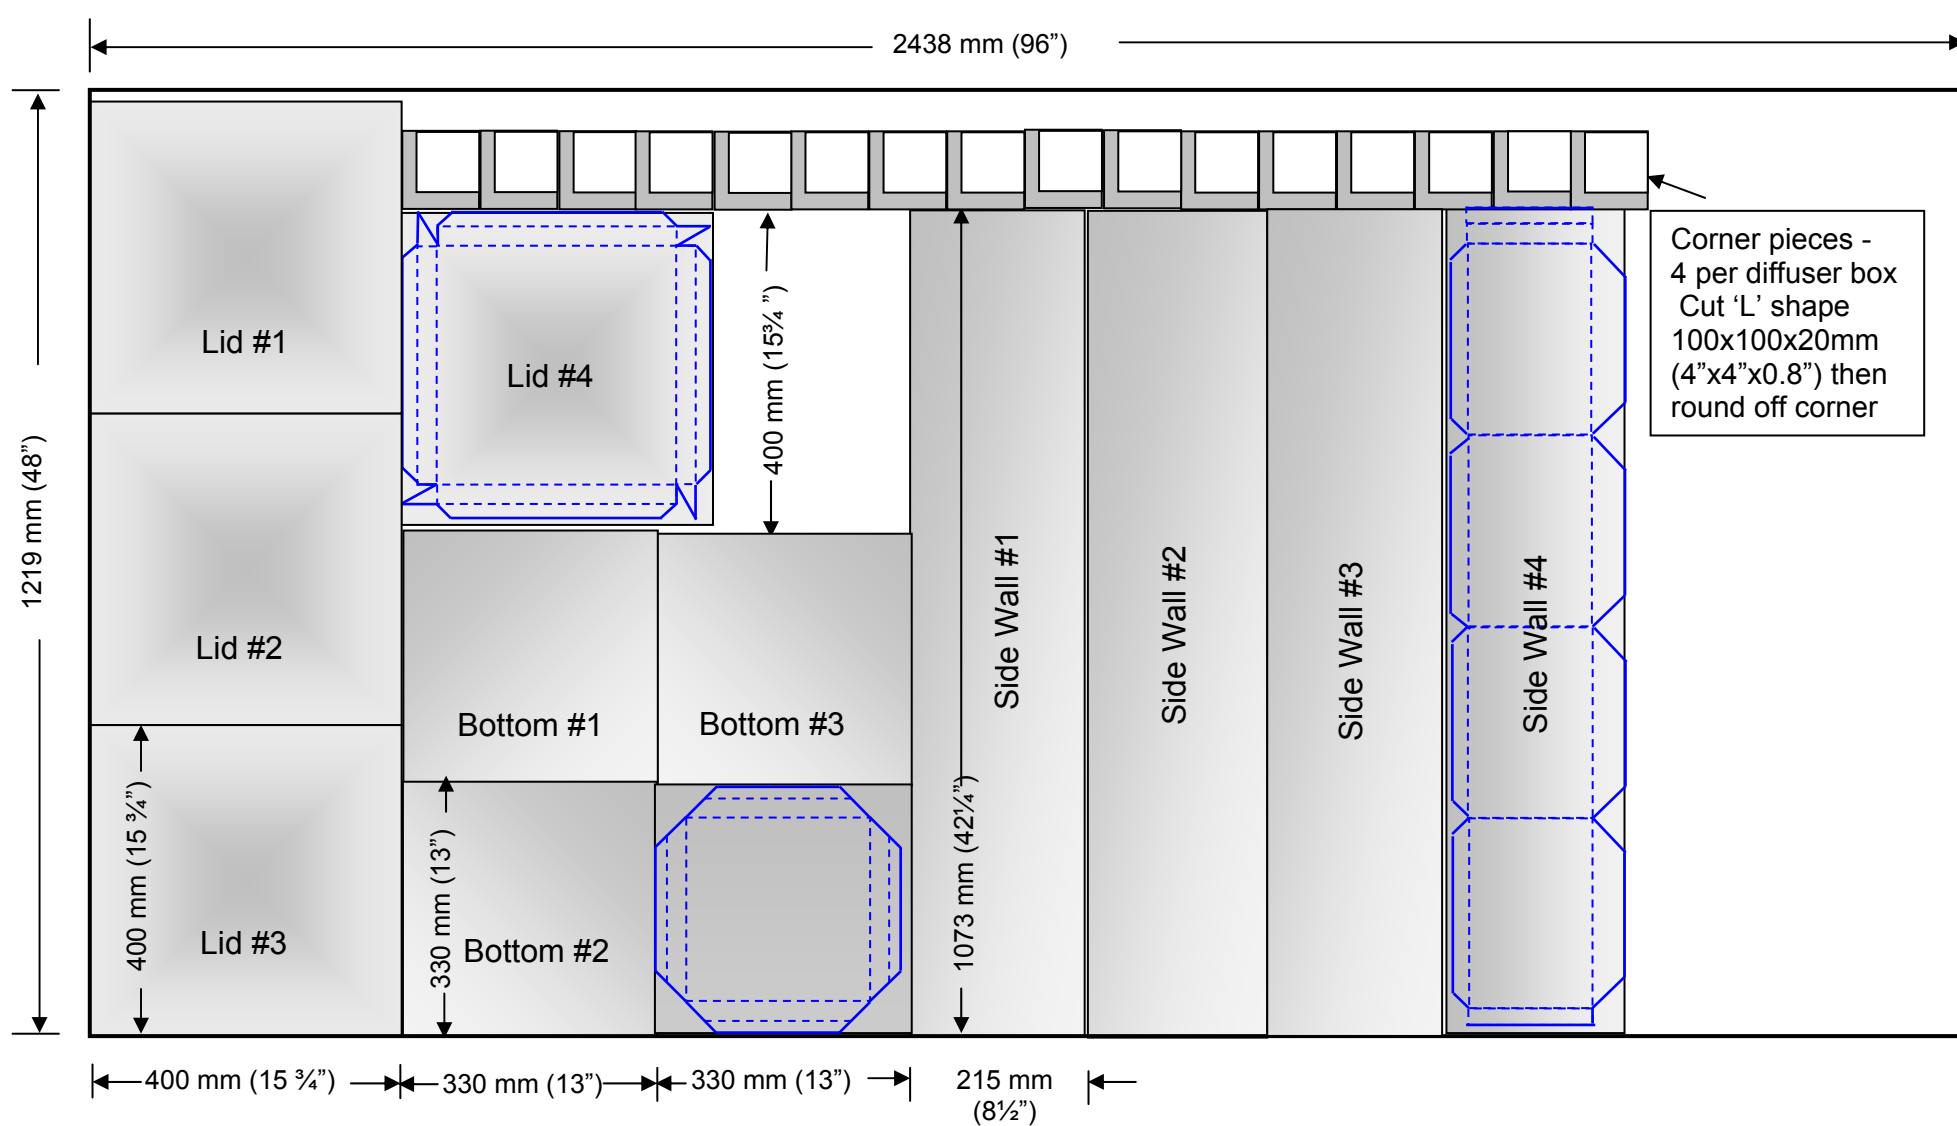 2438 mm (96”)
Corner pieces -
4 per diffuser box
Cut ‘L’ shape
100x100x20mm
(4”x4”x0.8”) then
round off corner
Lid #1
Lid #4
400 mm (15¾ ”)
1219 mm (48”)
Lid #2
Side Wall #1
Side Wall #2
Side Wall #3
Side Wall #4
Bottom #1
Bottom #3
400 mm (15 ¾”)
330 mm (13”)
1073 mm (42¼”)
Lid #3
Bottom #2
400 mm (15 ¾”)
330 mm (13”)
330 mm (13”)
215 mm
(8½”)